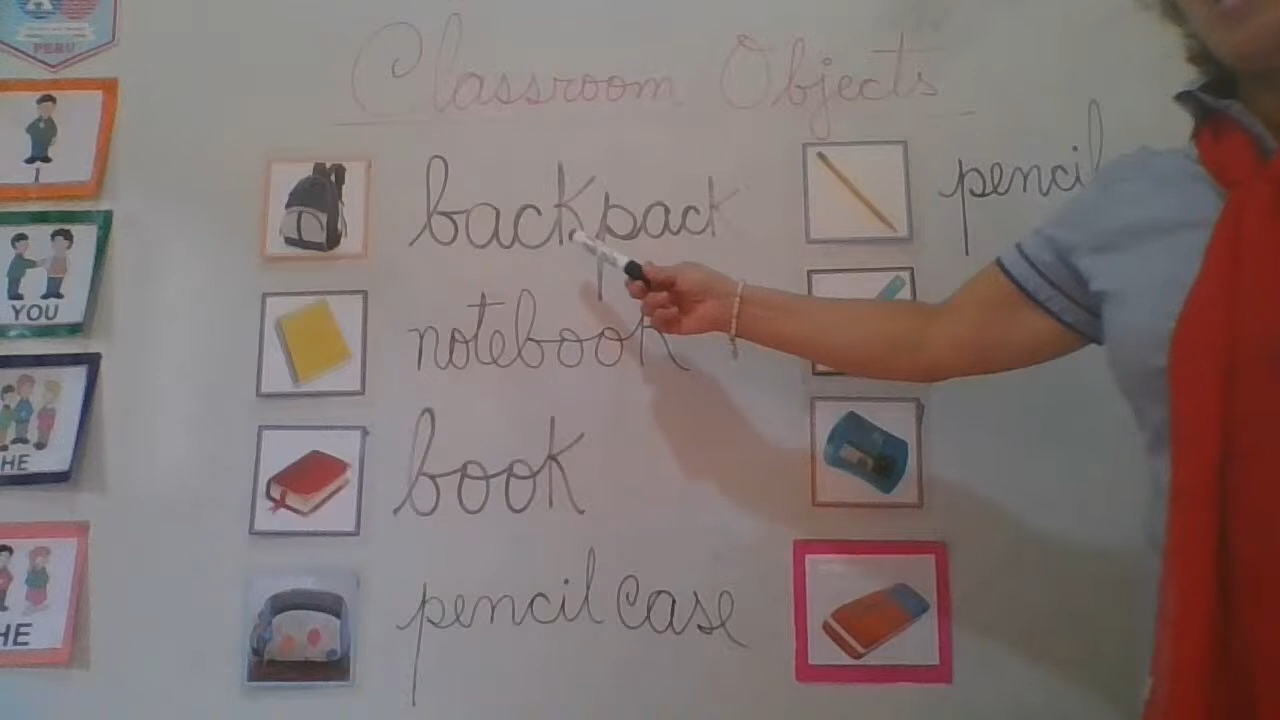 PERU
I
YOU
HE
HE
Classroom Objects
backpack
notebook
book
pencil case
pencil